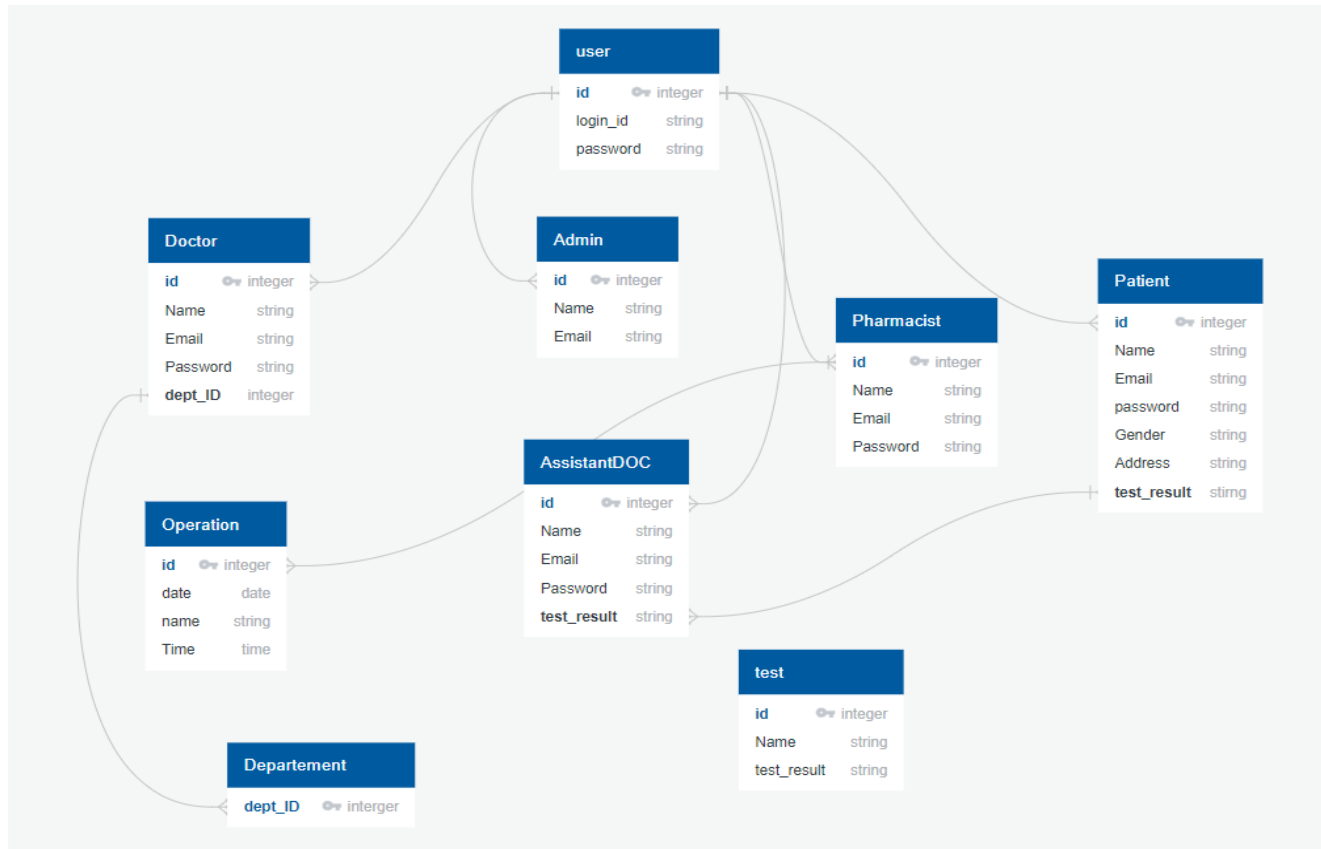 user
id integer
login_id string
password string
Doctor
id integer
Name string
Email string
Password string
dept_ID integer
Admin
id integer
Name string
Email string
Pharmacist
id integer
Name string
Email string
Password string
Patient
id integer
Name string
Email string
password string
Gender string
Address string
test_result stirng
AssistantDOC
id integer
Name string
Email string
Password string
test_result string
Operation
id integer
date date
name string
Time time
test
id integer
Name string
test_result string
Departement
dept_ID interger